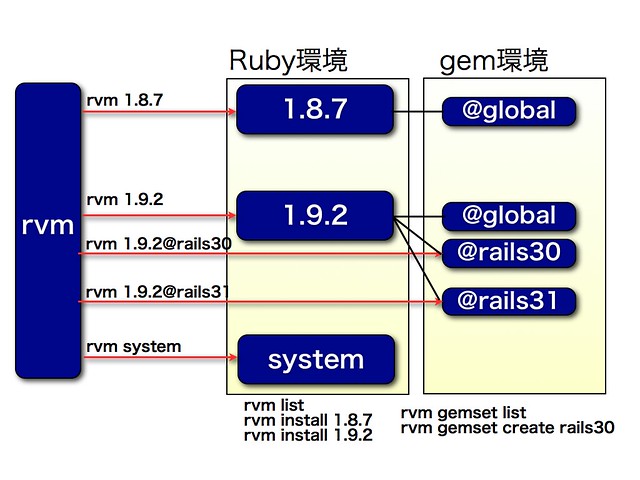 Ruby環境
gem環境
rvm
rvm 1.8.7
1.8.7
@global
rvm 1.9.2
1.9.2
@global
rvm 1.9.2@rails30
@rails30
rvm 1.9.2@rails31
@rails31
rvm system
system
rvm list
rvm install 1.8.7
rvm install 1.9.2
rvm gemset list
rvm gemset create rails30